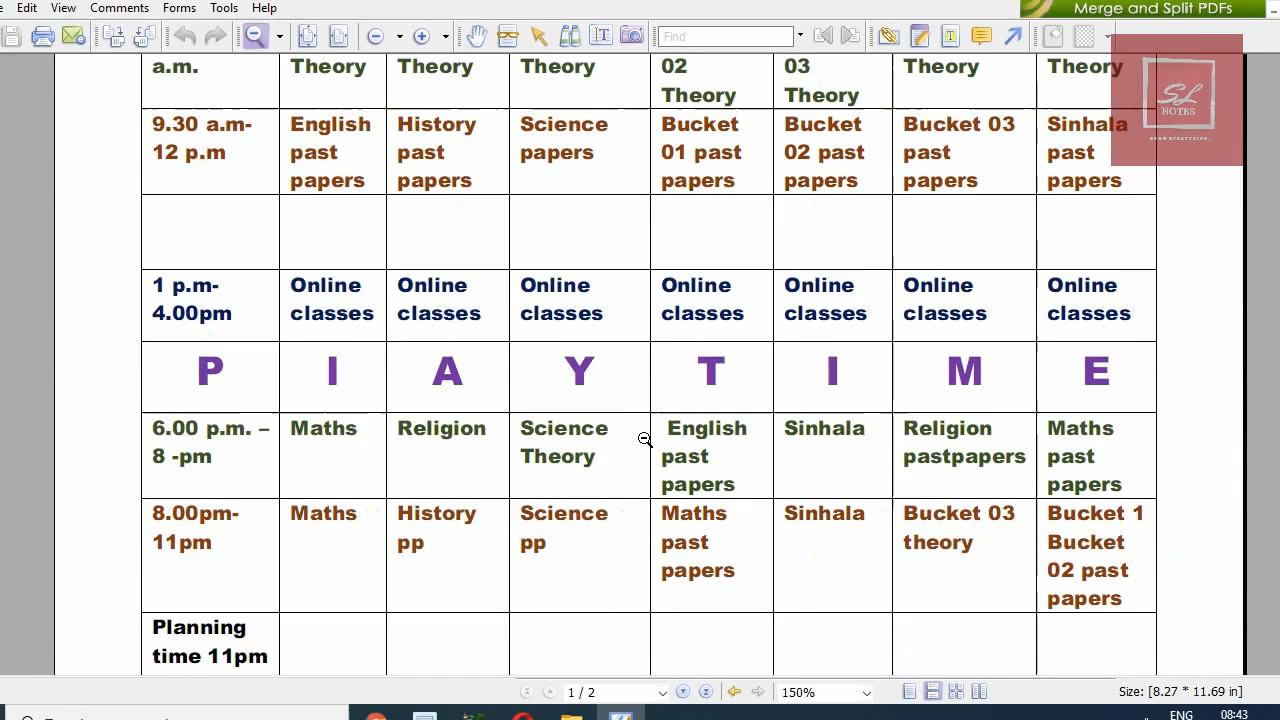 Edit View Comments Forms Tools Help
Merge and Split PDFs
Find
a.m. Theory Theory Theory 02 Theory 03 Theory Theory Theory
9.30 a.m- 12 p.m English past papers History past papers Science papers Bucket 01 past papers Bucket 02 past papers Bucket 03 past papers Sinhala past papers
SL
NOTES
KNOW EVERYTHING.
1 p.m- 4.00pm Online classes Online classes Online classes Online classes Online classes Online classes Online classes
P I A Y T I M E
6.00 p.m. – 8 -pm Maths Religion Science Theory English past papers Sinhala Religion pastpapers Maths past papers
8.00pm- 11pm Maths History pp Science pp Maths past papers Sinhala Bucket 03 theory Bucket 1 Bucket 02 past papers
Planning time 11pm
1 / 2
150%
Size: [8.27 * 11.69 in]
ENG 08:43